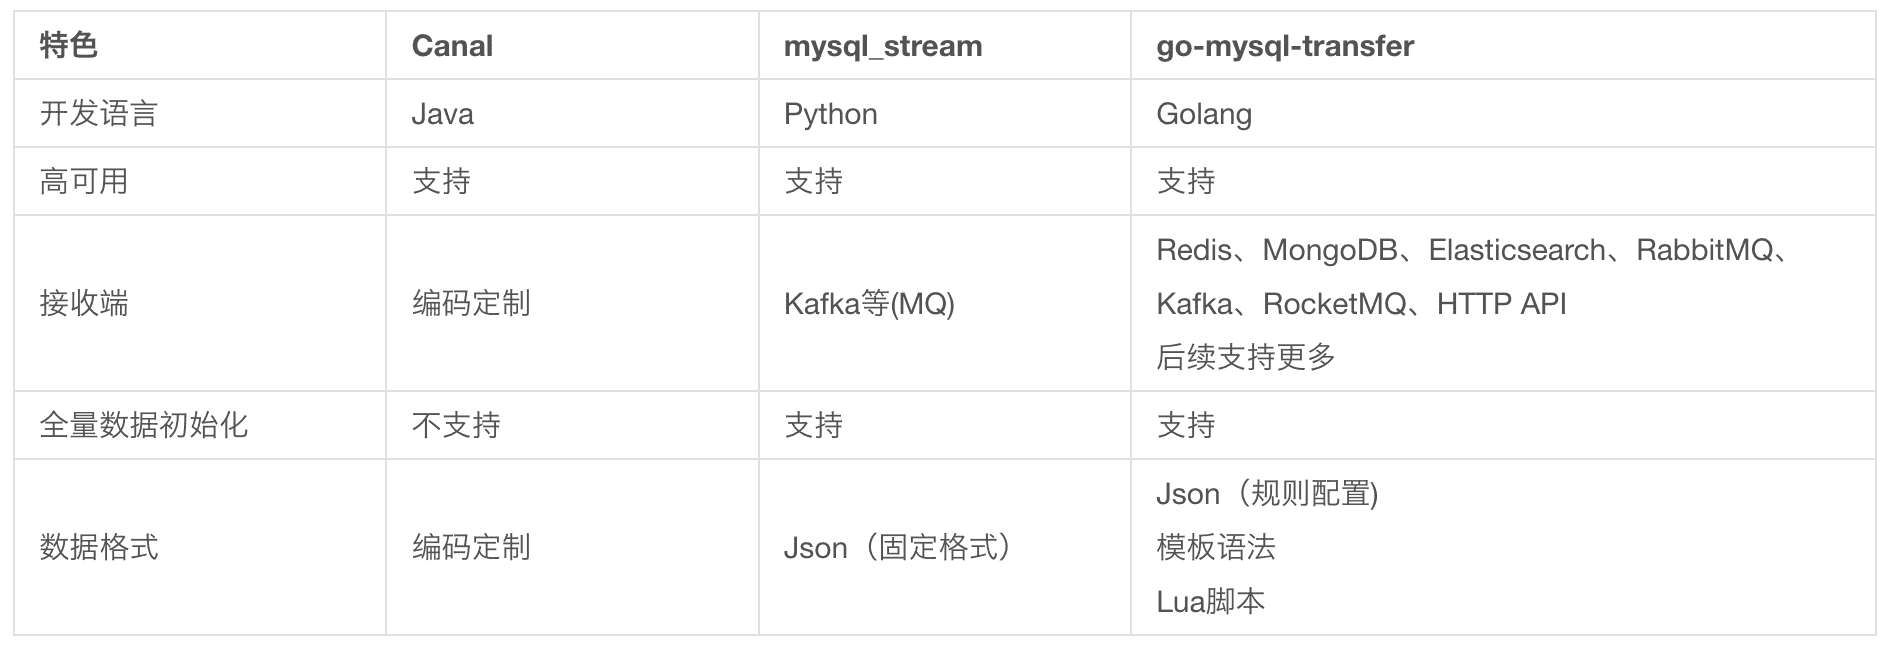 特色 Canal mysql_stream go-mysql-transfer
开发语言 Java Python Golang
高可用 支持 支持 支持
接收端 编码定制 Kafka等(MQ) Redis、MongoDB、Elasticsearch、RabbitMQ、
Kafka、RocketMQ、HTTP API
后续支持更多
全量数据初始化 不支持 支持 支持
数据格式 编码定制 Json（固定格式） Json（规则配置)
模板语法
Lua脚本